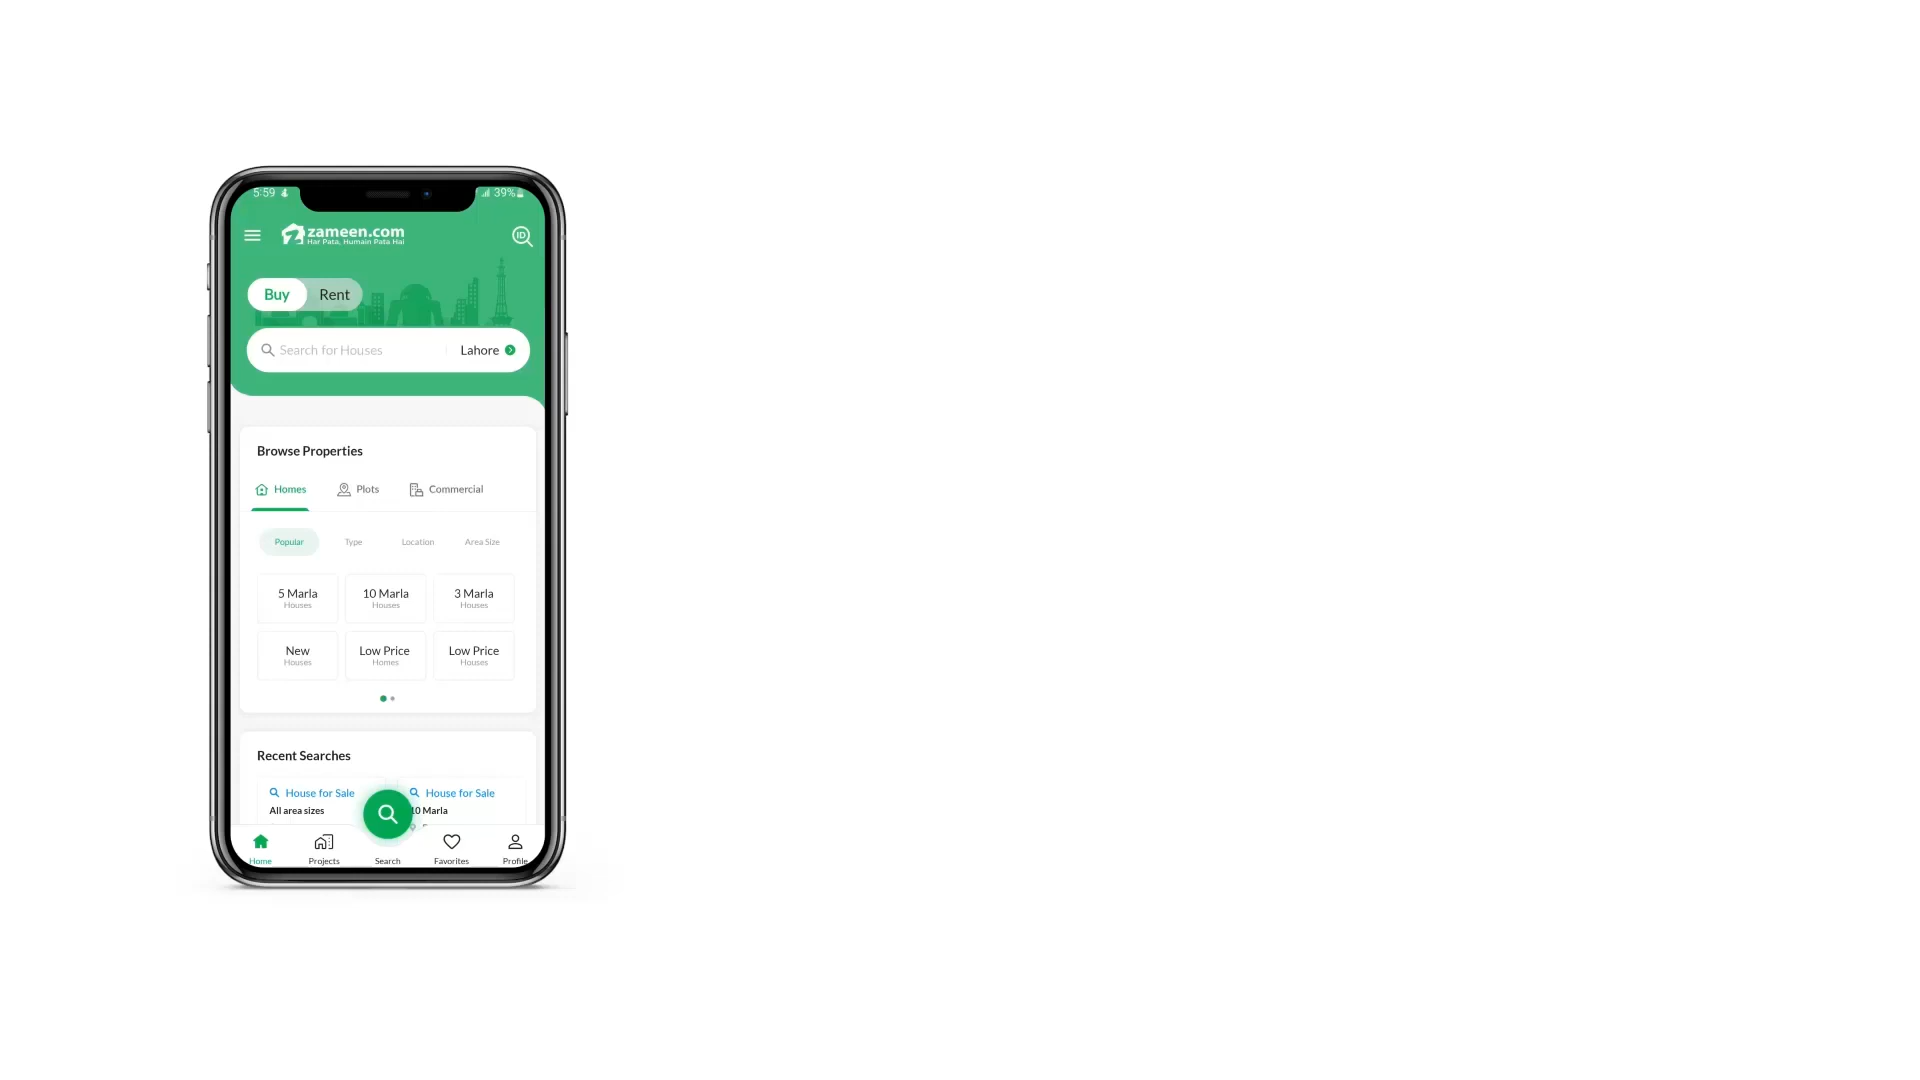 5:59 39%
zameen.com
Har Pata, Humain Pata Hai
ID
Buy Rent
Search for Houses Lahore
Browse Properties
Homes Plots Commercial
Popular Type Location Area Size
5 Marla 10 Marla 3 Marla
Houses Houses Houses
New Low Price Low Price
Houses Homes Houses
Recent Searches
House for Sale House for Sale
All area sizes 10 Marla
Home Projects Search Favorites Profile